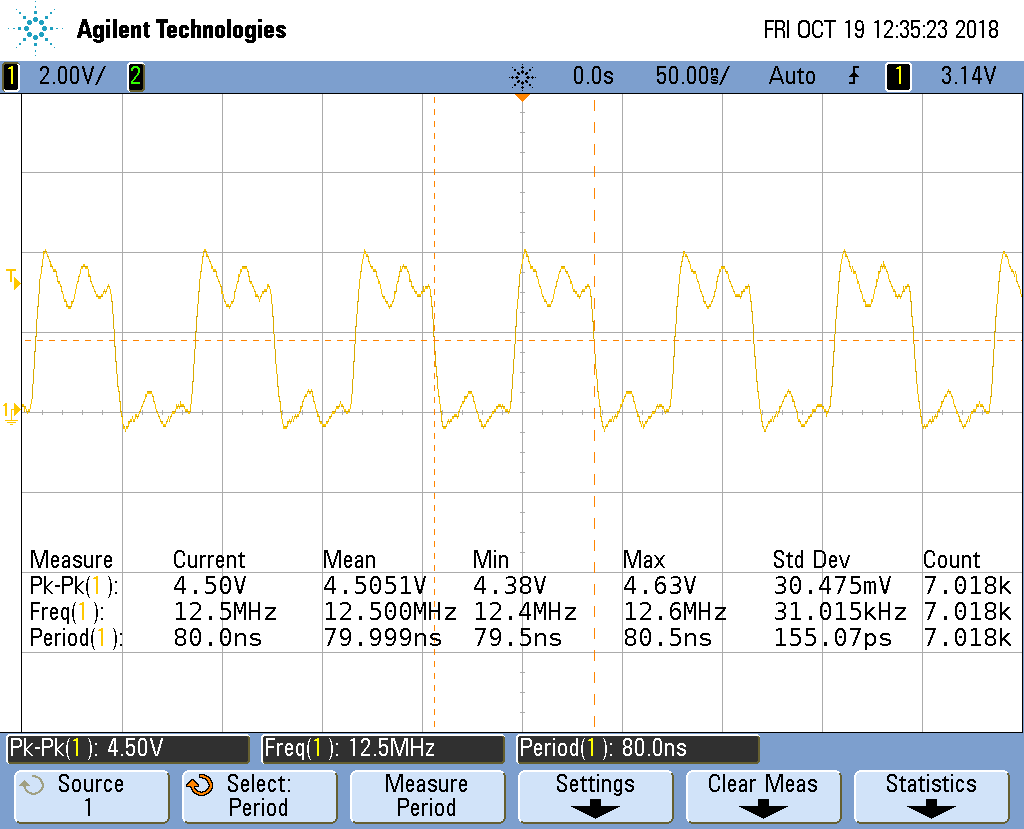 Agilent Technologies FRI OCT 19 12:35:23 2018
1 2.00V/ 2 0.0s 50.00ns/ Auto 1 3.14V
T
1
Measure Current Mean Min Max Std Dev Count
Pk-Pk(1): 4.50V 4.5051V 4.38V 4.63V 30.475mV 7.018k
Freq(1): 12.5MHz 12.500MHz 12.4MHz 12.6MHz 31.015kHz 7.018k
Period(1): 80.0ns 79.999ns 79.5ns 80.5ns 155.07ps 7.018k
Pk-Pk(1): 4.50V Freq(1): 12.5MHz Period(1): 80.0ns
Source Select: Measure Settings Clear Meas Statistics
1 Period Period